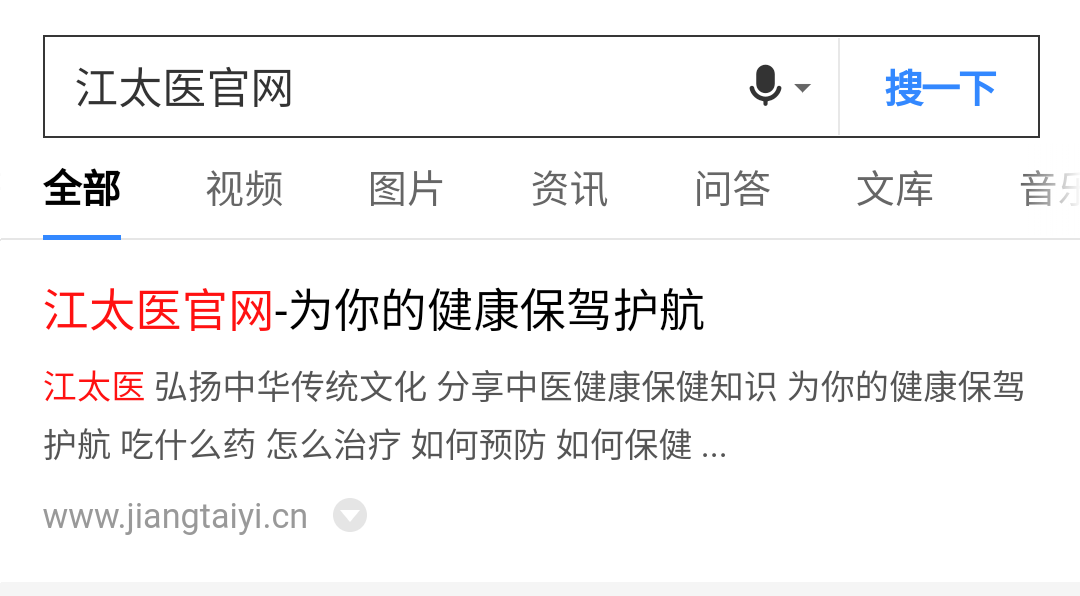 江太医官网
搜一下
全部 视频 图片 资讯 问答 文库 音乐
江太医官网-为你的健康保驾护航
江太医 弘扬中华传统文化 分享中医健康保健知识 为你的健康保驾
护航 吃什么药 怎么治疗 如何预防 如何保健 ...
www.jiangtaiyi.cn